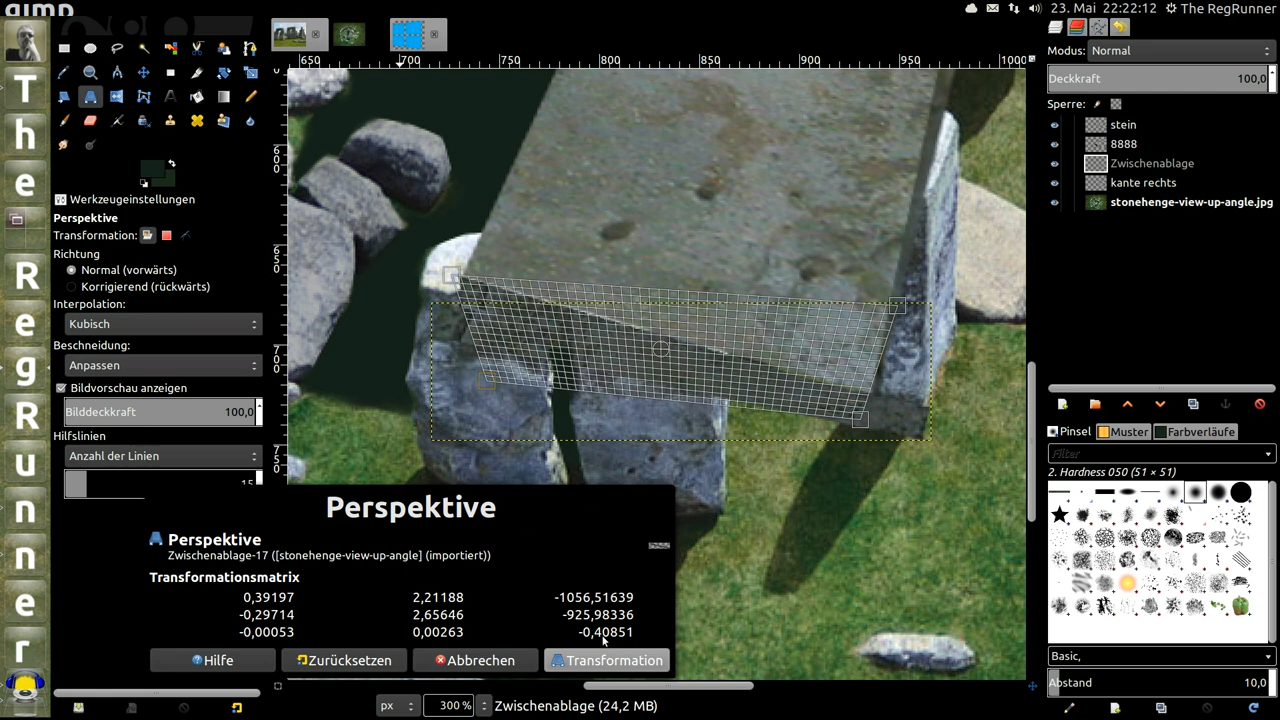 gimp
23. Mai 22:22:12 The RegRunner
T
h
e
R
e
g
R
u
n
n
e
r
Werkzeugeinstellungen
Perspektive
Transformation:
Richtung
Normal (vorwärts)
Korrigierend (rückwärts)
Interpolation:
Kubisch
Beschneidung:
Anpassen
Bildvorschau anzeigen
Bilddeckkraft 100,0
Hilfslinien
Anzahl der Linien
15
650 700 750 800 850 900 950 1000
600
650
700
750
Perspektive
Perspektive
Zwischenablage-17 ([stonehenge-view-up-angle] (importiert))
Transformationsmatrix
0,39197 2,21188 -1056,51639
-0,29714 2,65646 -925,98336
-0,00053 0,00263 -0,40851
Hilfe Zurücksetzen Abbrechen Transformation
px 300 % Zwischenablage (24,2 MB)
Modus: Normal
Deckkraft 100,0
Sperre:
stein
8888
Zwischenablage
kante rechts
stonehenge-view-up-angle.jpg
Pinsel Muster Farbverläufe
Filter
2. Hardness 050 (51 × 51)
Basic,
Abstand 10,0